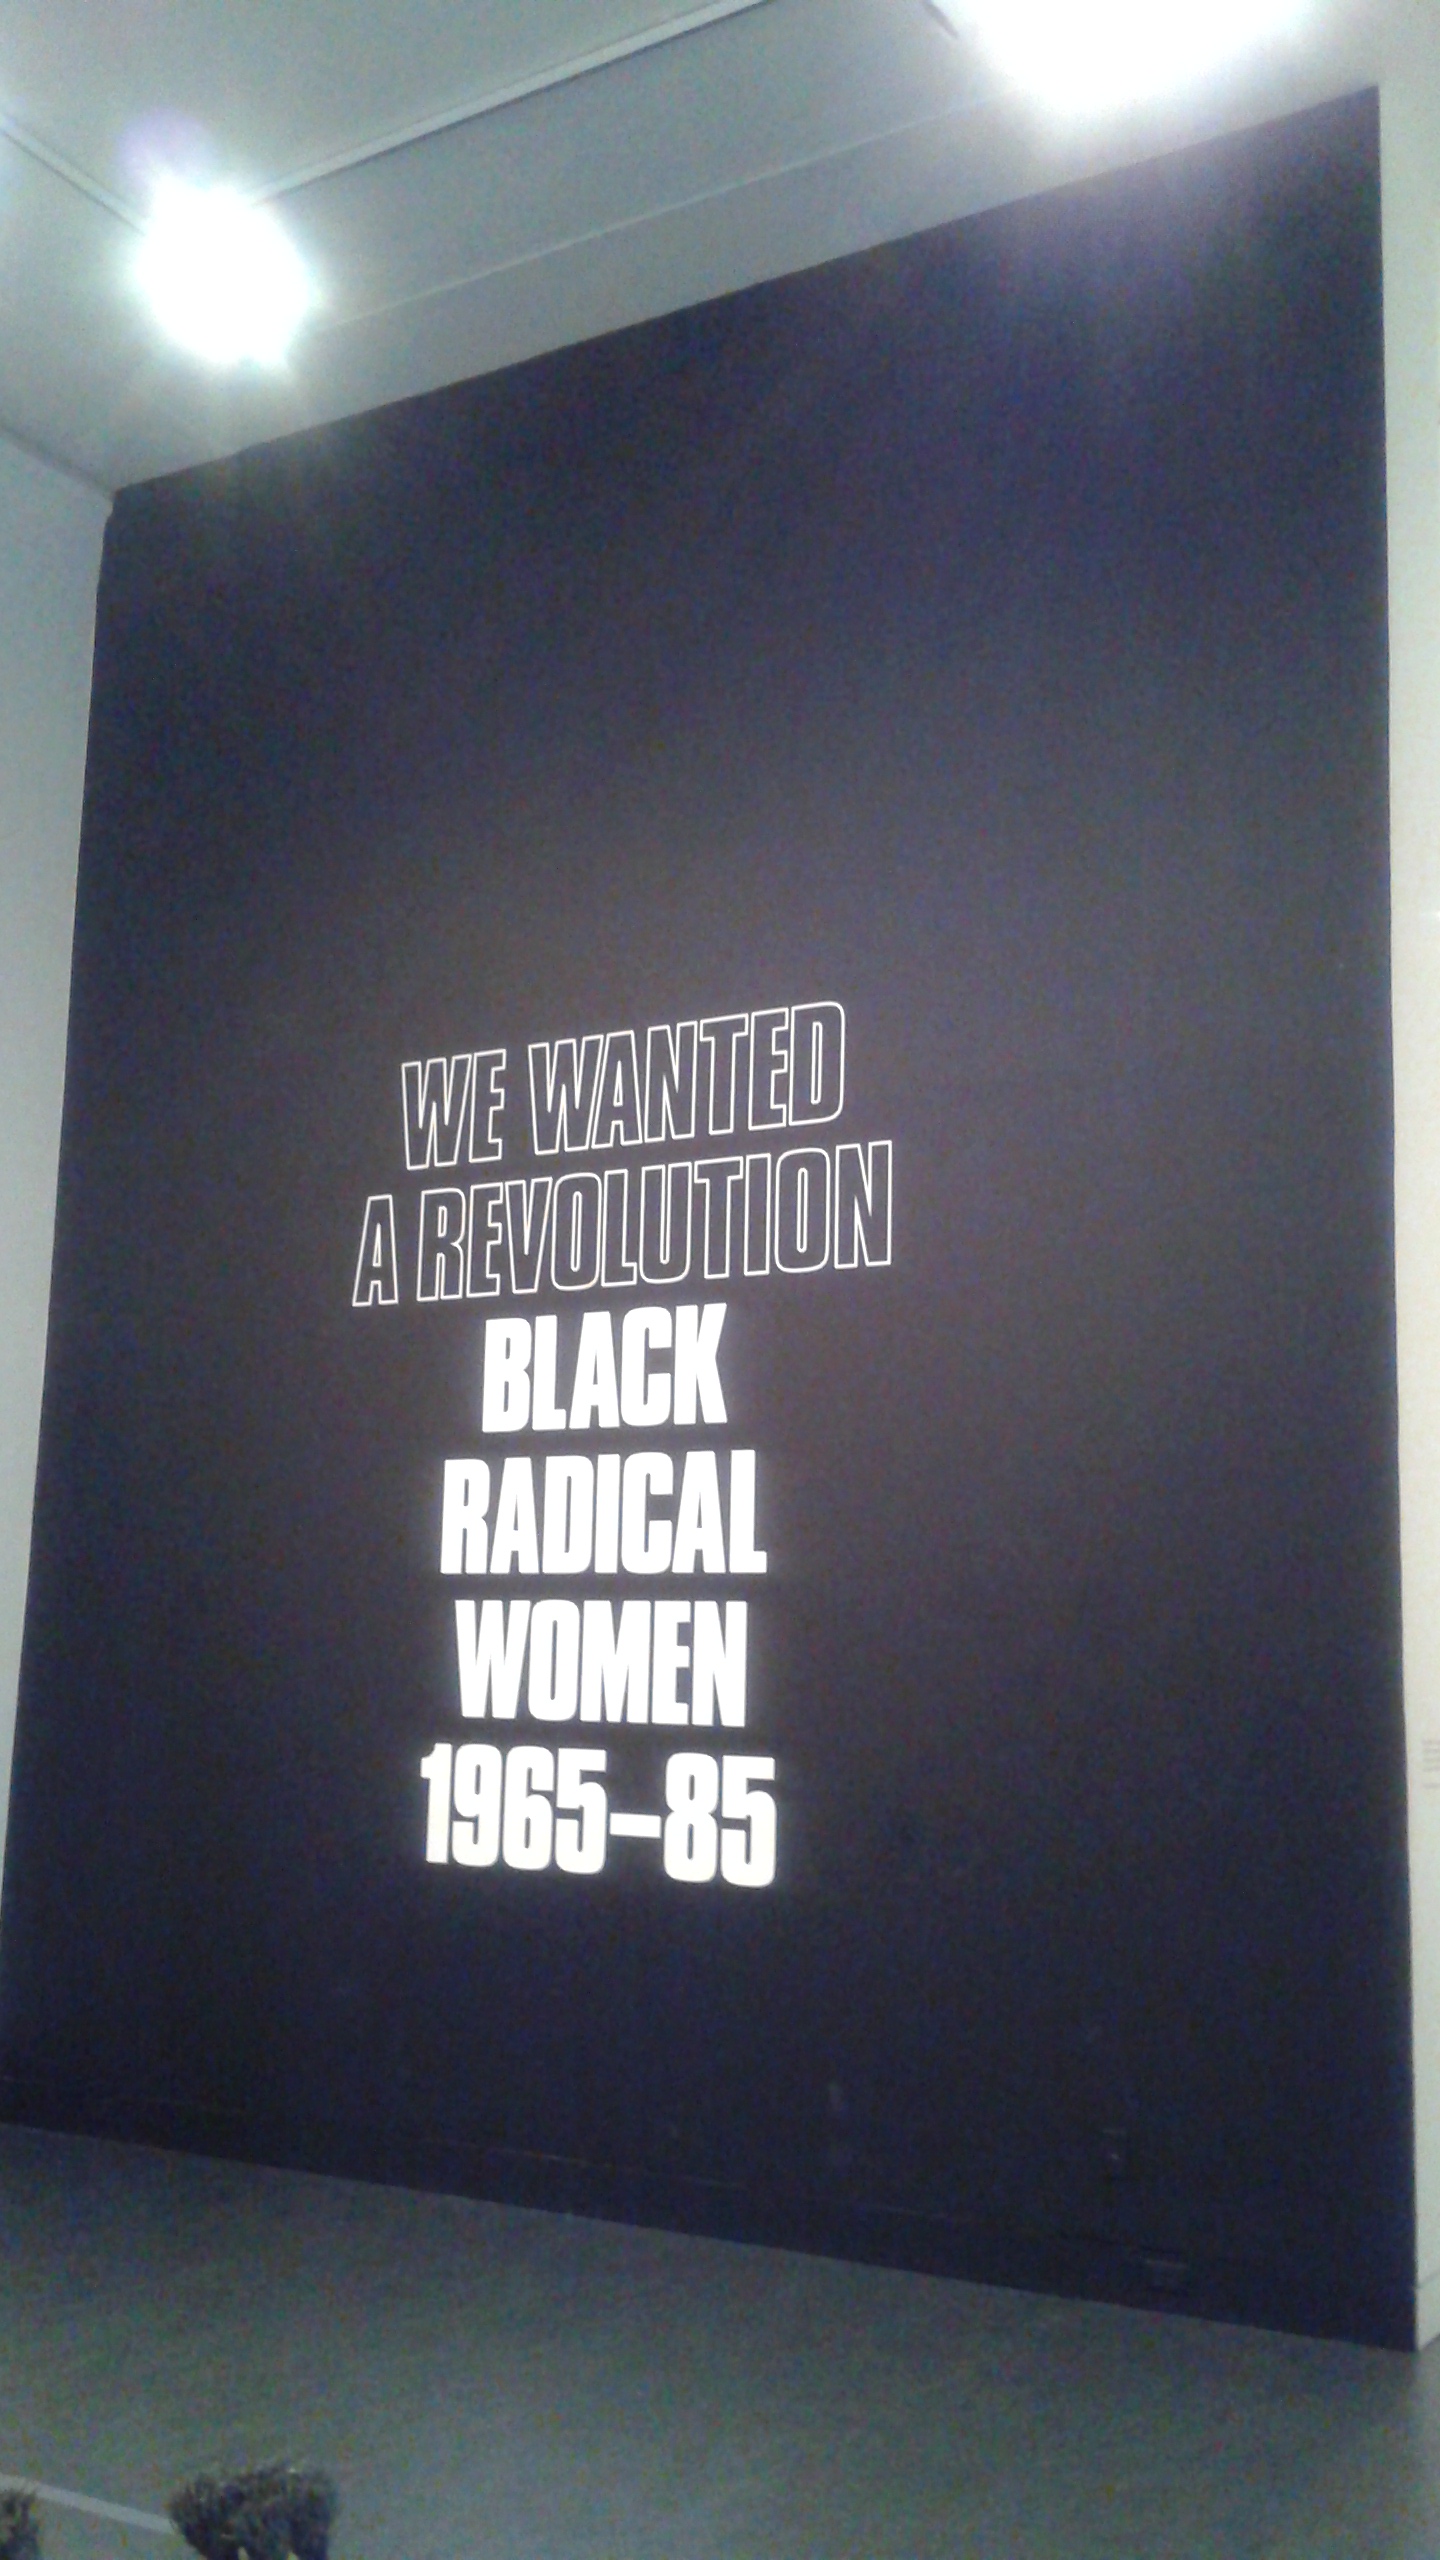 WE WANTED
A REVOLUTION
BLACK
RADICAL
WOMEN
1965–85